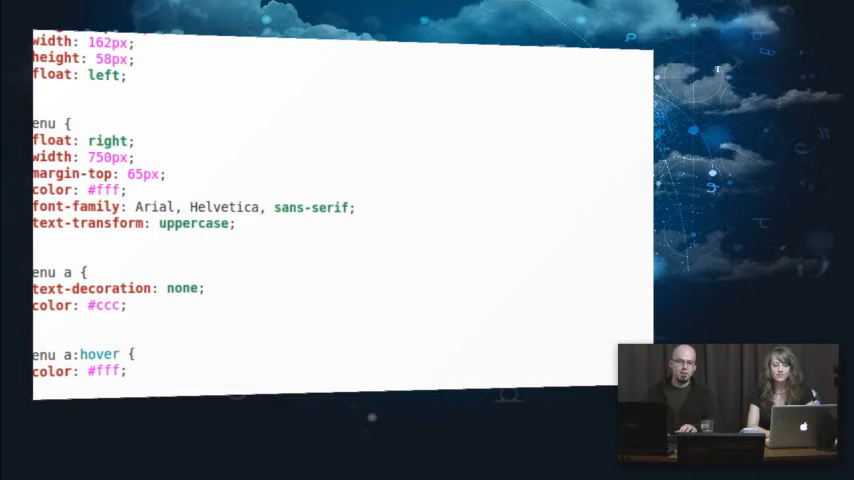 width: 162px;
height: 58px;
float: left;
enu {
float: right;
width: 750px;
margin-top: 65px;
color: #fff;
font-family: Arial, Helvetica, sans-serif;
text-transform: uppercase;
enu a {
text-decoration: none;
color: #ccc;
enu a:hover {
color: #fff;